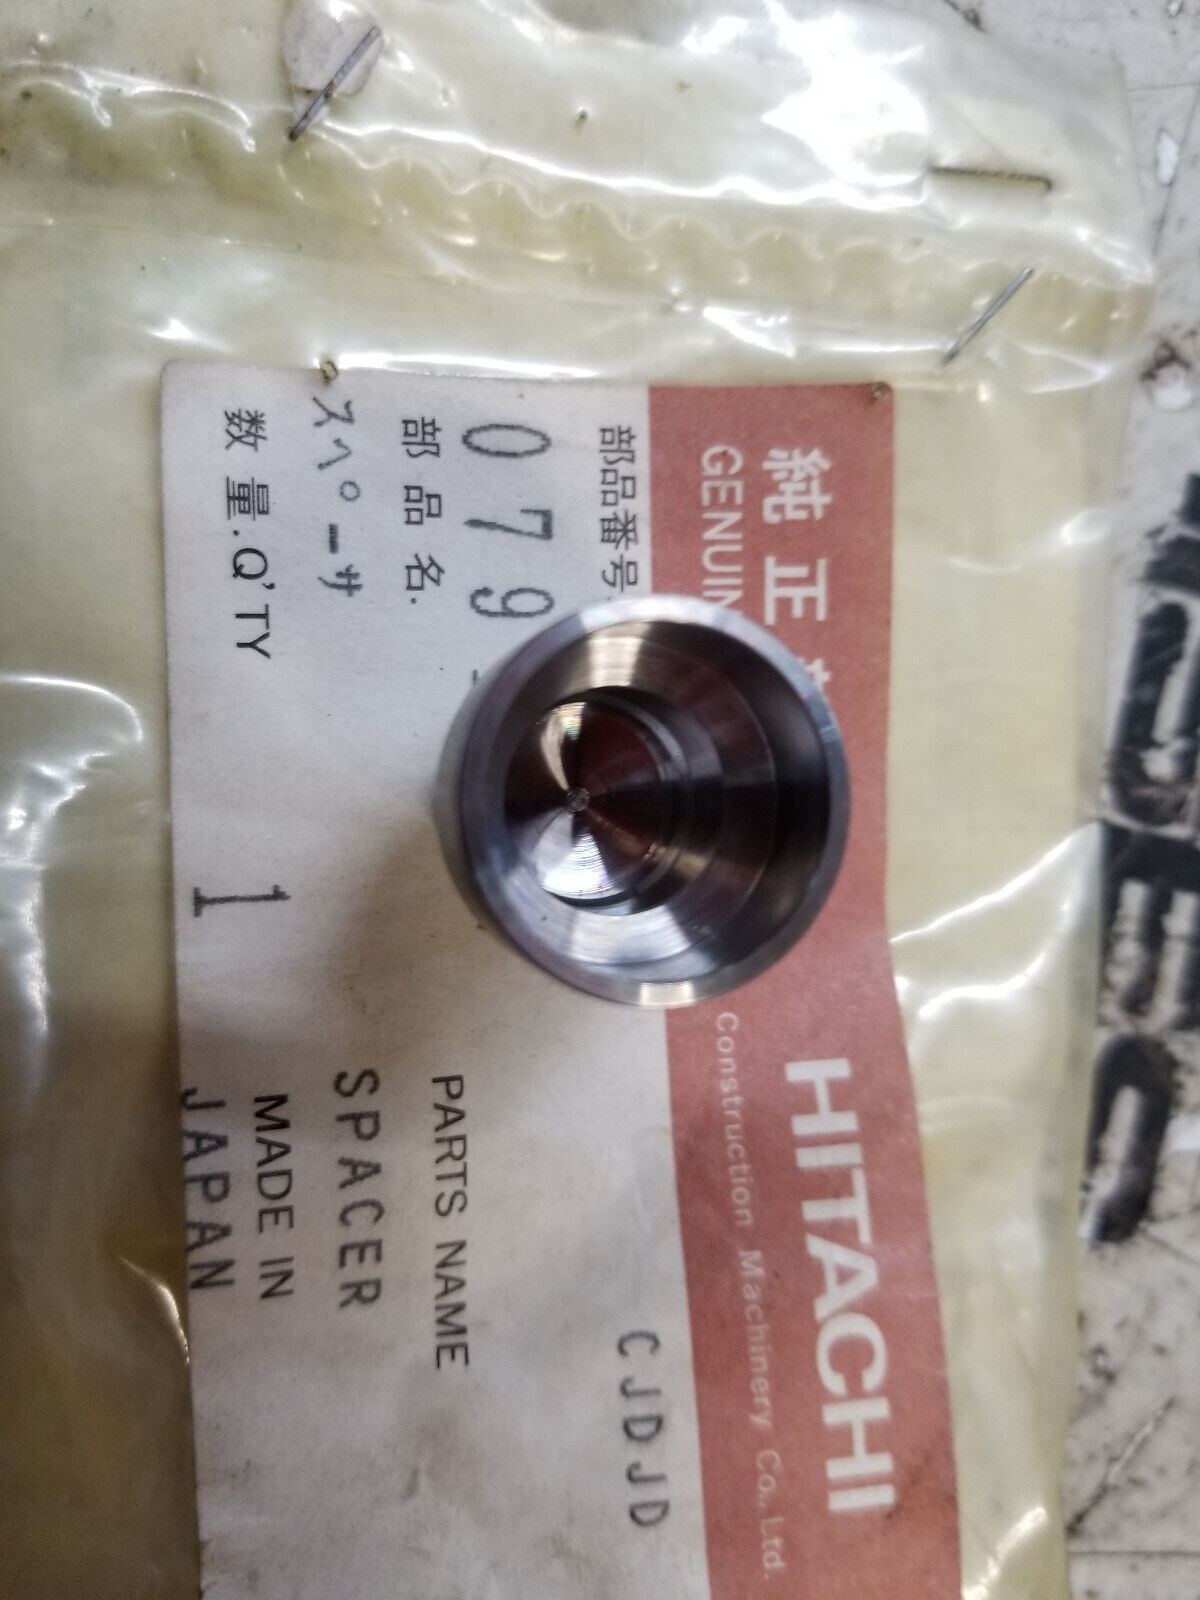 純正
GENUIN
HITACHI
Construction Machinery Co., Ltd.
部品番号.
CJDJD
079
部品名.
PARTS NAME
スペーサ
SPACER
数量.Q'TY
1
MADE IN
JAPAN